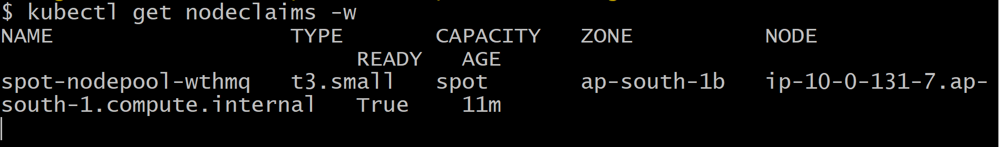 $ kubectl get nodeclaims -w
NAME TYPE CAPACITY ZONE NODE
READY AGE
spot-nodepool-wthmq t3.small spot ap-south-1b ip-10-0-131-7.ap-
south-1.compute.internal True 11m